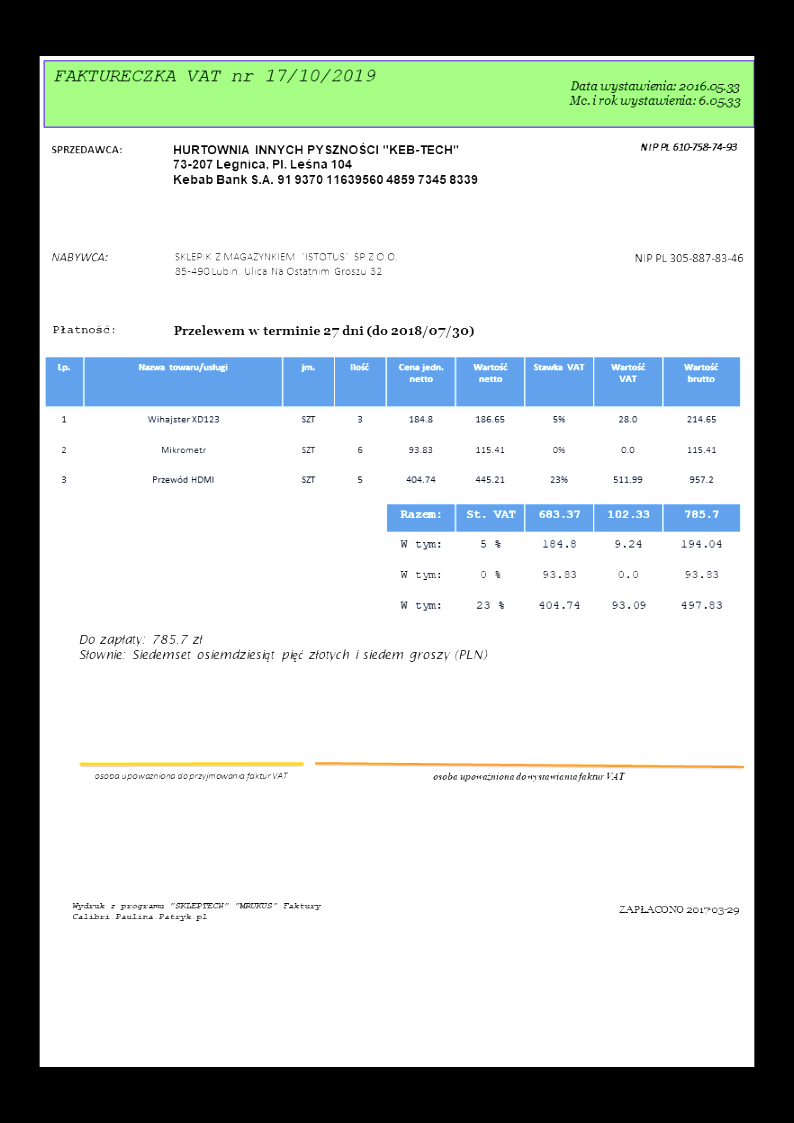 FAKTURECZKA VAT nr 17/10/2019
Data wystawienia: 2016.05.33
Mc. i rok wystawienia: 6.05.33
SPRZEDAWCA: HURTOWNIA INNYCH PYSZNOŚCI "KEB-TECH" NIP PL 610-758-74-93
73-207 Legnica, Pl. Leśna 104
Kebab Bank S.A. 91 9370 11639560 4859 7345 8339
NABYWCA: SKLEPIK Z MAGAZYNKIEM "ISTOTUS" SP Z O.O. NIP PL 305-887-83-46
85-490 Lubin, Ulica Na Ostatnim Groszu 32
Płatność: Przelewem w terminie 27 dni (do 2018/07/30)
Lp. Nazwa towaru/usługi jm. Ilość Cena jedn. Wartość Stawka VAT Wartość Wartość
netto netto VAT brutto
1 Wihajster XD123 SZT 3 184.8 186.65 5% 28.0 214.65
2 Mikrometr SZT 6 93.83 115.41 0% 0.0 115.41
3 Przewód HDMI SZT 5 404.74 445.21 23% 511.99 957.2
Razem: St. VAT 683.37 102.33 785.7
W tym: 5 % 184.8 9.24 194.04
W tym: 0 % 93.83 0.0 93.83
W tym: 23 % 404.74 93.09 497.83
Do zapłaty: 785.7 zł
Słownie: Siedemset osiemdziesiąt pięć złotych i siedem groszy (PLN)
osoba upoważniona do przyjmowania faktur VAT osoba upoważniona do wystawiania faktur VAT
Wydruk z programu "SKLEPTECH" "MRUKUS" Faktury
Calibri.Paulina.Patryk.pl
ZAPŁACONO 2017-03-29